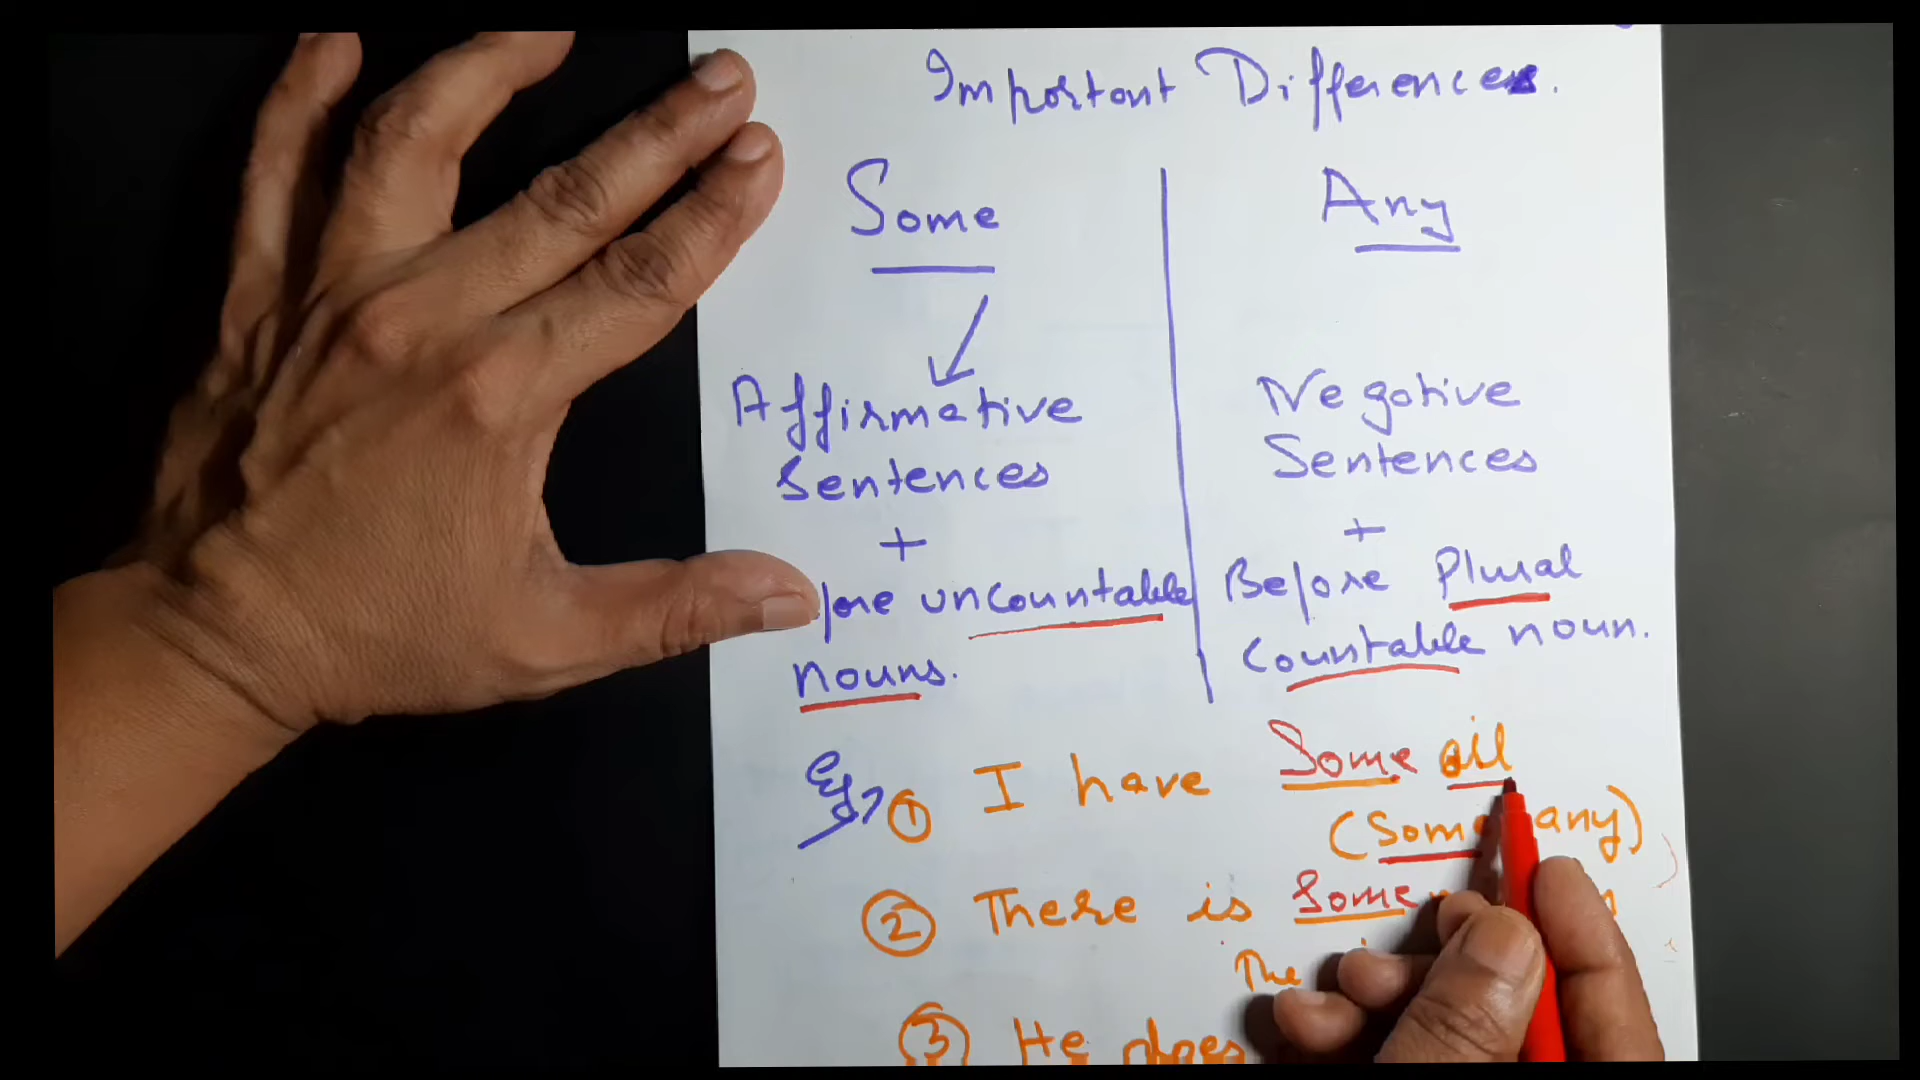 Important Differences.
Some
Any
Affirmative
Sentences
+
uncountable
nouns.
Negative
Sentences
+
Before Plural
Countable noun.
Eg, ① I have Some oil
(Some any)
② There is Some
The
③ He does